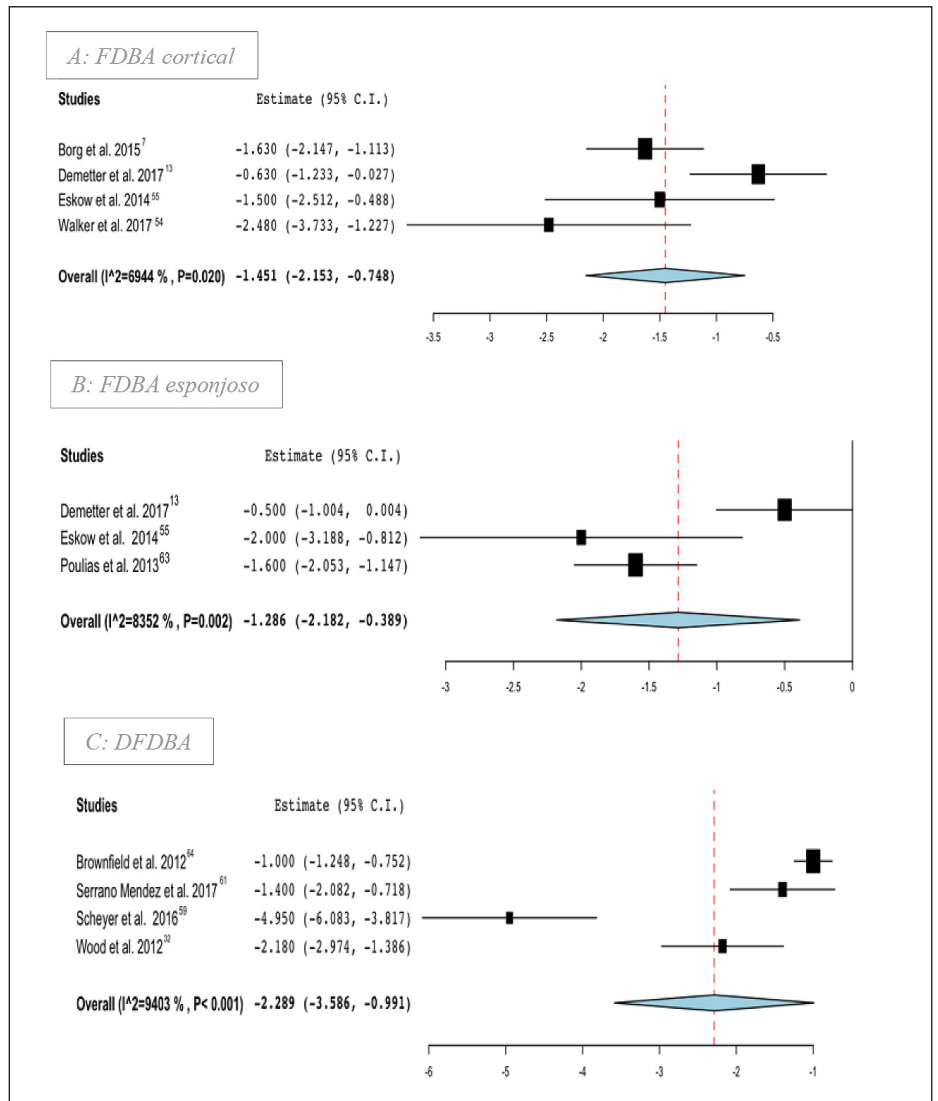 A: FDBA cortical
Studies Estimate (95% C.I.)
Borg et al. 2015⁷ -1.630 (-2.147, -1.113)
Demetter et al. 2017¹³ -0.630 (-1.233, -0.027)
Eskow et al. 2014⁵⁵ -1.500 (-2.512, -0.488)
Walker et al. 2017⁵⁴ -2.480 (-3.733, -1.227)
Overall (I^2=6944 % , P=0.020) -1.451 (-2.153, -0.748)
-3.5 -3 -2.5 -2 -1.5 -1 -0.5
B: FDBA esponjoso
Studies Estimate (95% C.I.)
Demetter et al. 2017¹³ -0.500 (-1.004, 0.004)
Eskow et al. 2014⁵⁵ -2.000 (-3.188, -0.812)
Poulias et al. 2013⁶³ -1.600 (-2.053, -1.147)
Overall (I^2=8352 % , P=0.002) -1.286 (-2.182, -0.389)
-3 -2.5 -2 -1.5 -1 -0.5 0
C: DFDBA
Studies Estimate (95% C.I.)
Brownfield et al. 2012⁶⁴ -1.000 (-1.248, -0.752)
Serrano Mendez et al. 2017⁶¹ -1.400 (-2.082, -0.718)
Scheyer et al. 2016⁵⁹ -4.950 (-6.083, -3.817)
Wood et al. 2012³² -2.180 (-2.974, -1.386)
Overall (I^2=9403 % , P< 0.001) -2.289 (-3.586, -0.991)
-6 -5 -4 -3 -2 -1